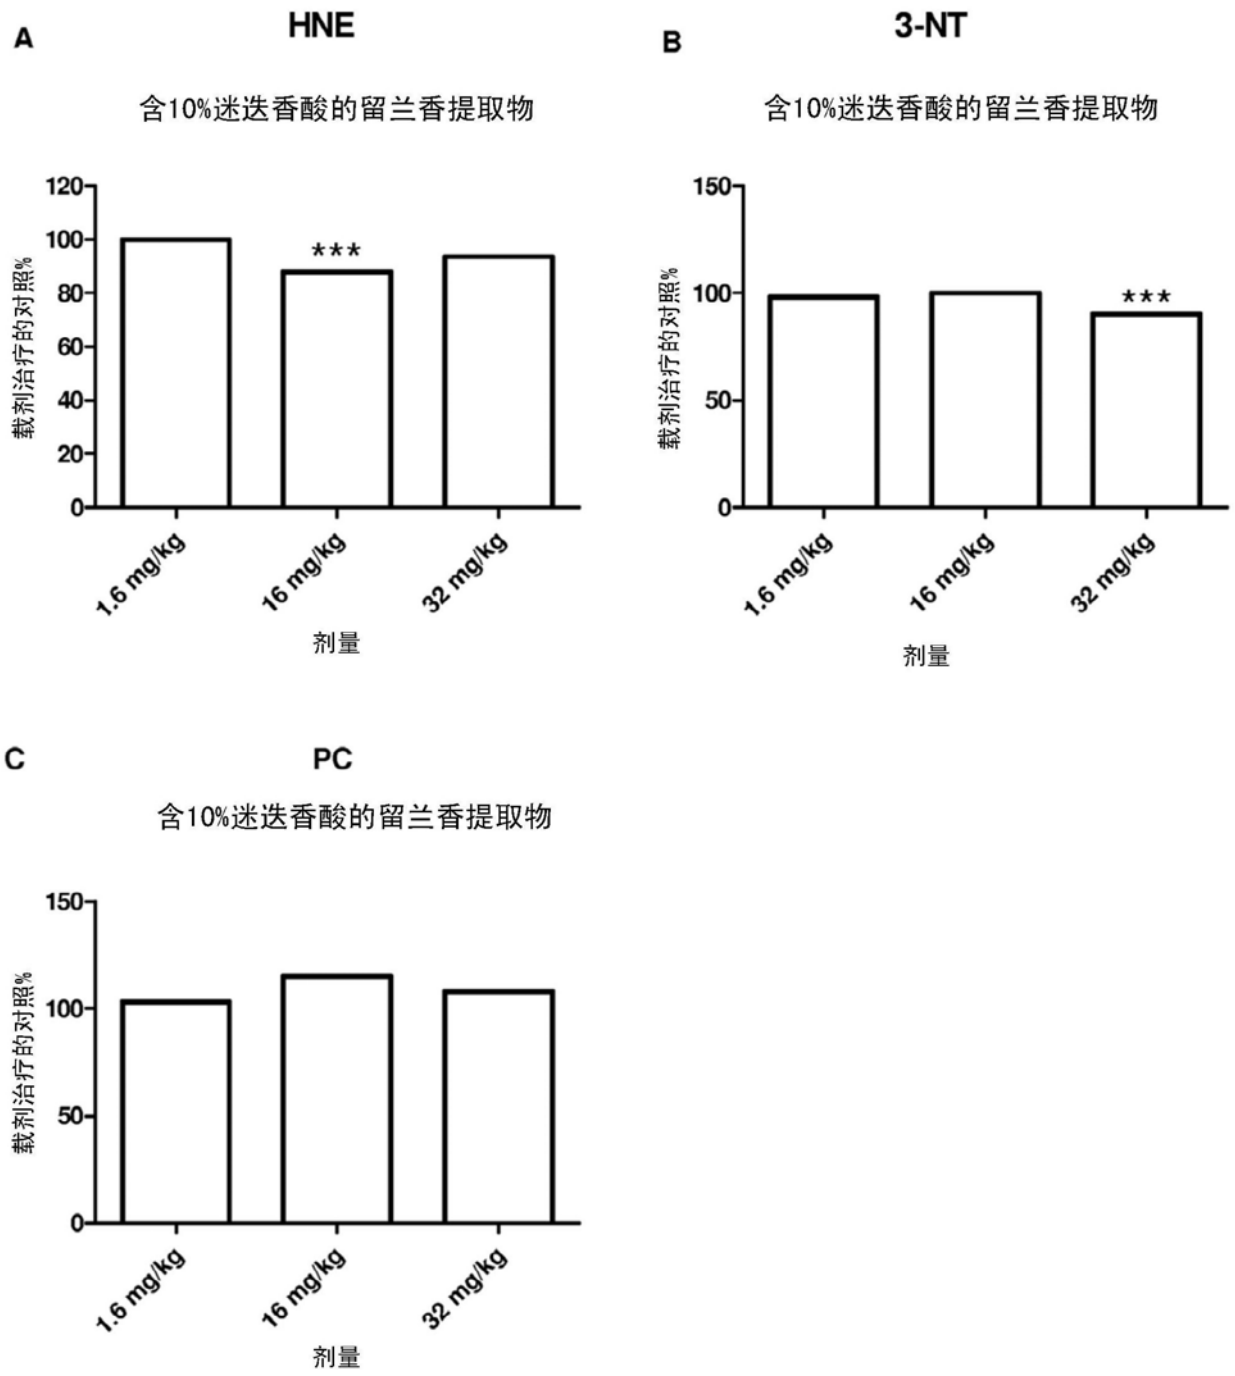 A
HNE
含10%迷迭香酸的留兰香提取物
载剂治疗的对照%
120
100
80
60
40
20
0
***
1.6 mg/kg
16 mg/kg
32 mg/kg
剂量
B
3-NT
含10%迷迭香酸的留兰香提取物
载剂治疗的对照%
150
100
50
0
***
1.6 mg/kg
16 mg/kg
32 mg/kg
剂量
C
PC
含10%迷迭香酸的留兰香提取物
载剂治疗的对照%
150
100
50
0
1.6 mg/kg
16 mg/kg
32 mg/kg
剂量